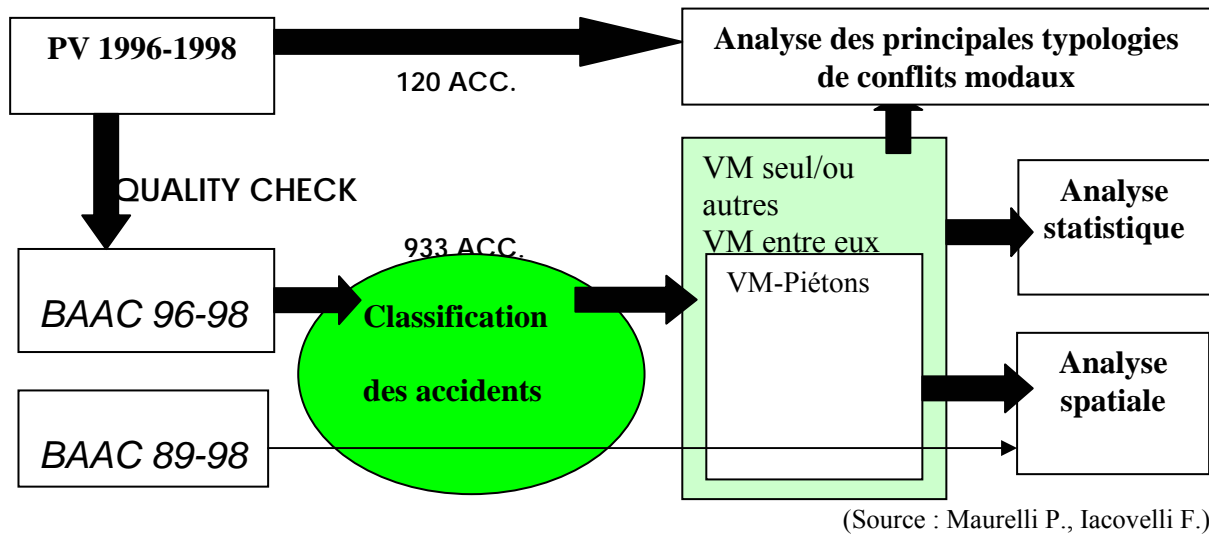 PV 1996-1998
120 ACC.
Analyse des principales typologies
de conflits modaux
QUALITY CHECK
933 ACC.
BAAC 96-98
Classification
des accidents
VM seul/ou
autres
VM entre eux
VM-Piétons
Analyse
statistique
BAAC 89-98
Analyse
spatiale
(Source : Maurelli P., Iacovelli F.)